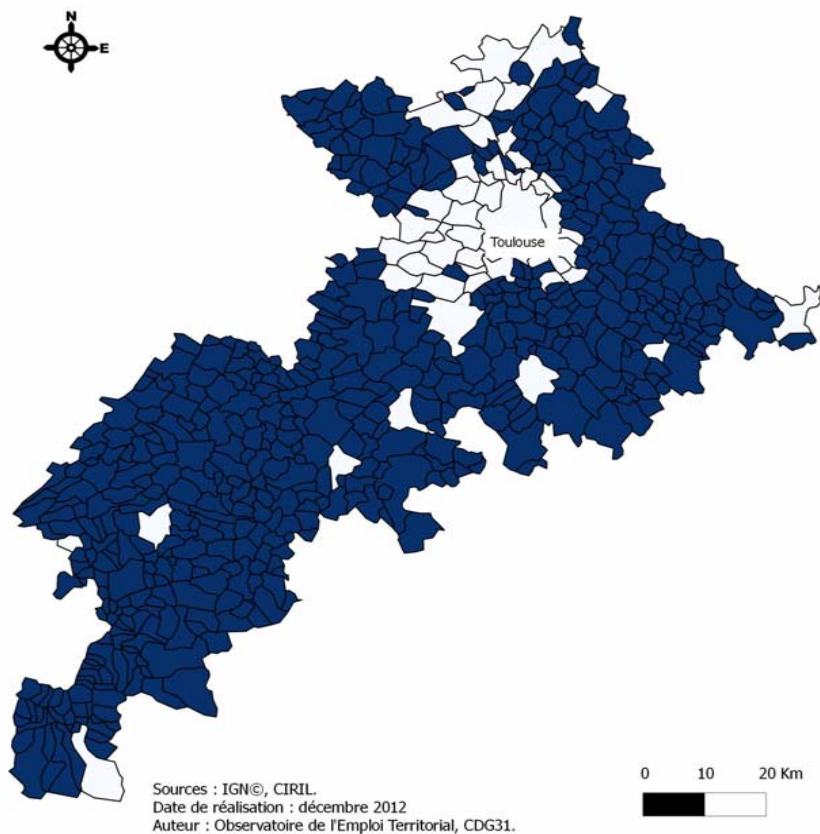 N
E
Toulouse
0 10 20 Km
Sources : IGN©, CIRIL.
Date de réalisation : décembre 2012
Auteur : Observatoire de l'Emploi Territorial, CDG31.